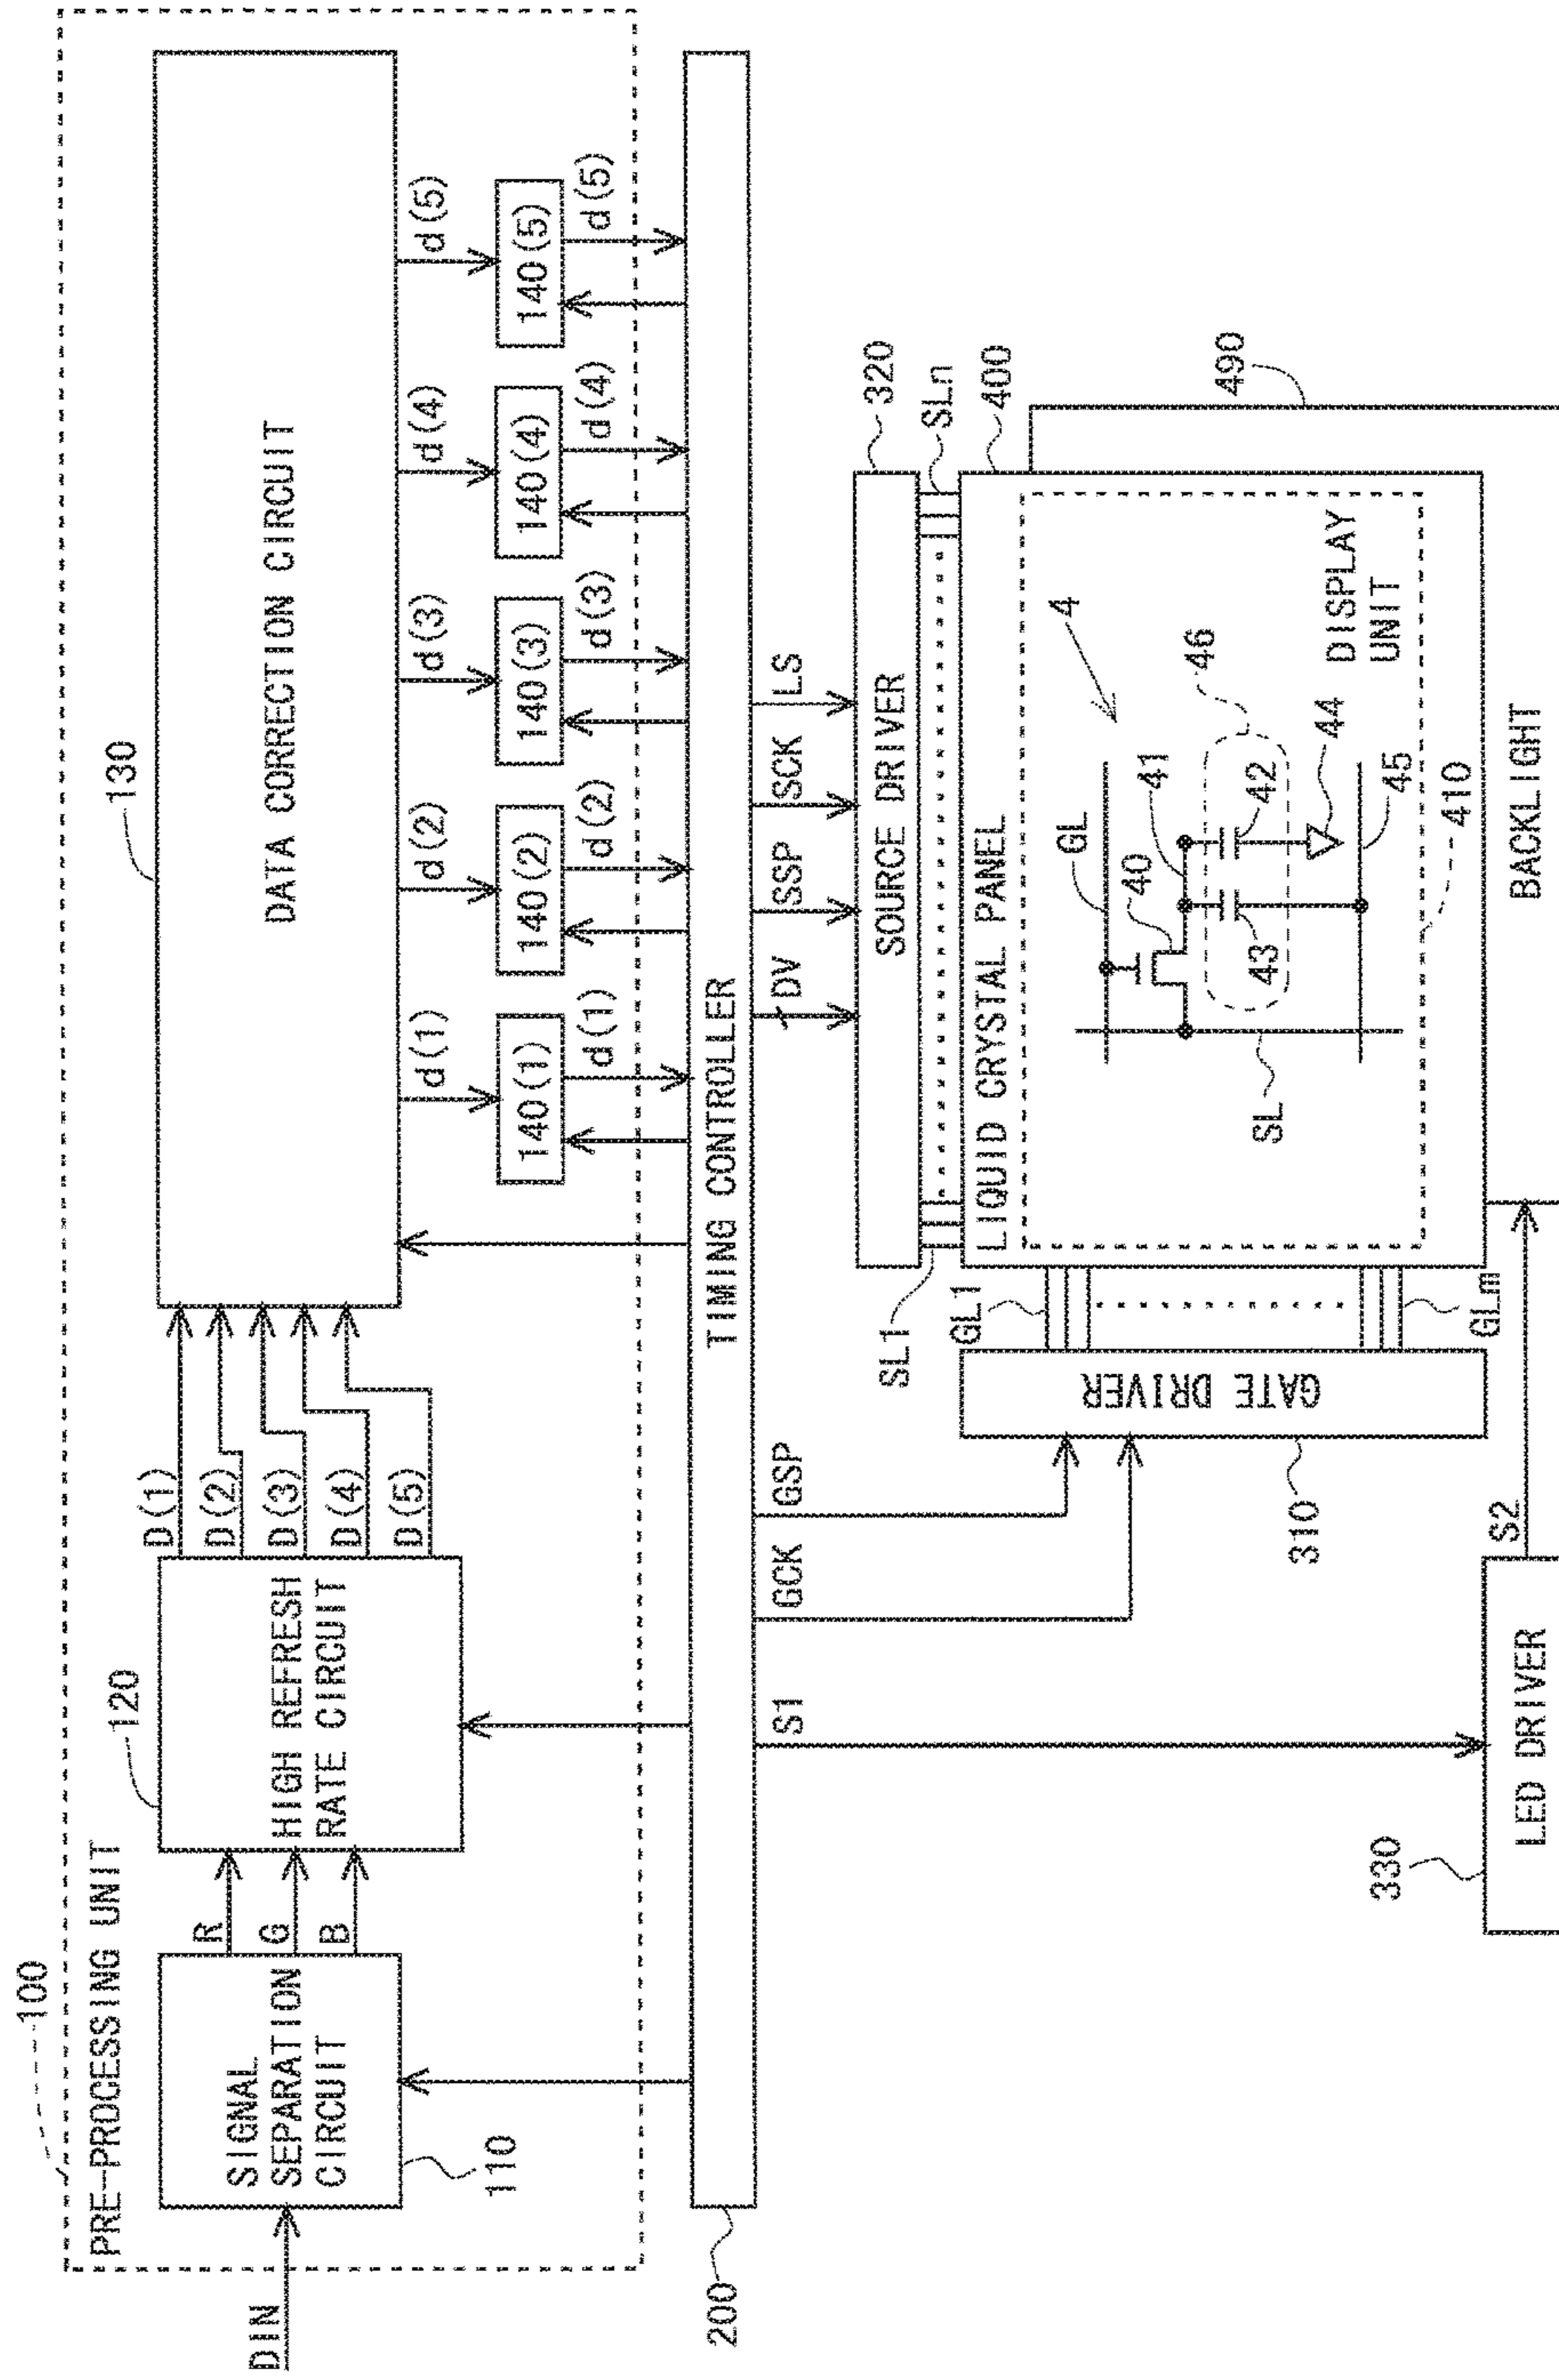 100
PRE-PROCESSING UNIT
DIN
SIGNAL
SEPARATION
CIRCUIT
110
R
G
B
120
HIGH REFRESH
RATE CIRCUIT
D(1)
D(2)
D(3)
D(4)
D(5)
130
DATA CORRECTION CIRCUIT
d(1)
d(2)
d(3)
d(4)
d(5)
140(1)
140(2)
140(3)
140(4)
140(5)
d(1)
d(2)
d(3)
d(4)
d(5)
200
TIMING CONTROLLER
S1
GCK
GSP
DV
SSP
SCK
LS
SOURCE DRIVER
320
SL1
SLn
GL1
GLm
GATE DRIVER
310
LIQUID CRYSTAL PANEL
400
GL
4
40
41
46
43
42
44
45
SL
DISPLAY
UNIT
410
490
330
LED DRIVER
S2
BACKLIGHT